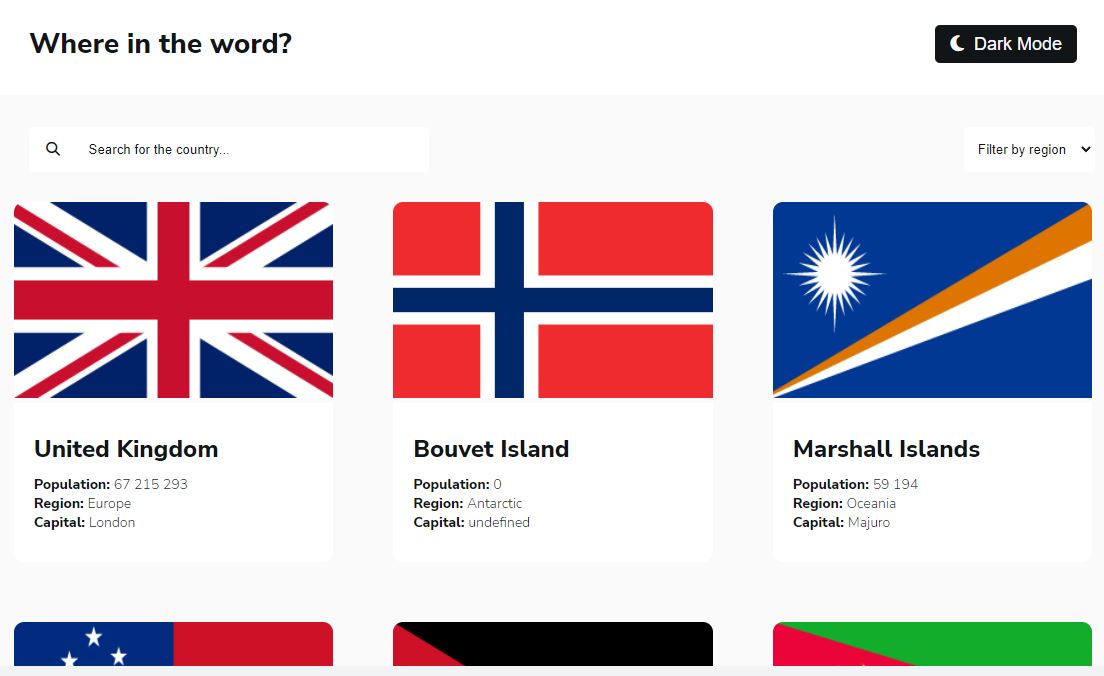 Where in the word?
Dark Mode
Search for the country...
Filter by region
United Kingdom
Population: 67 215 293
Region: Europe
Capital: London
Bouvet Island
Population: 0
Region: Antarctic
Capital: undefined
Marshall Islands
Population: 59 194
Region: Oceania
Capital: Majuro